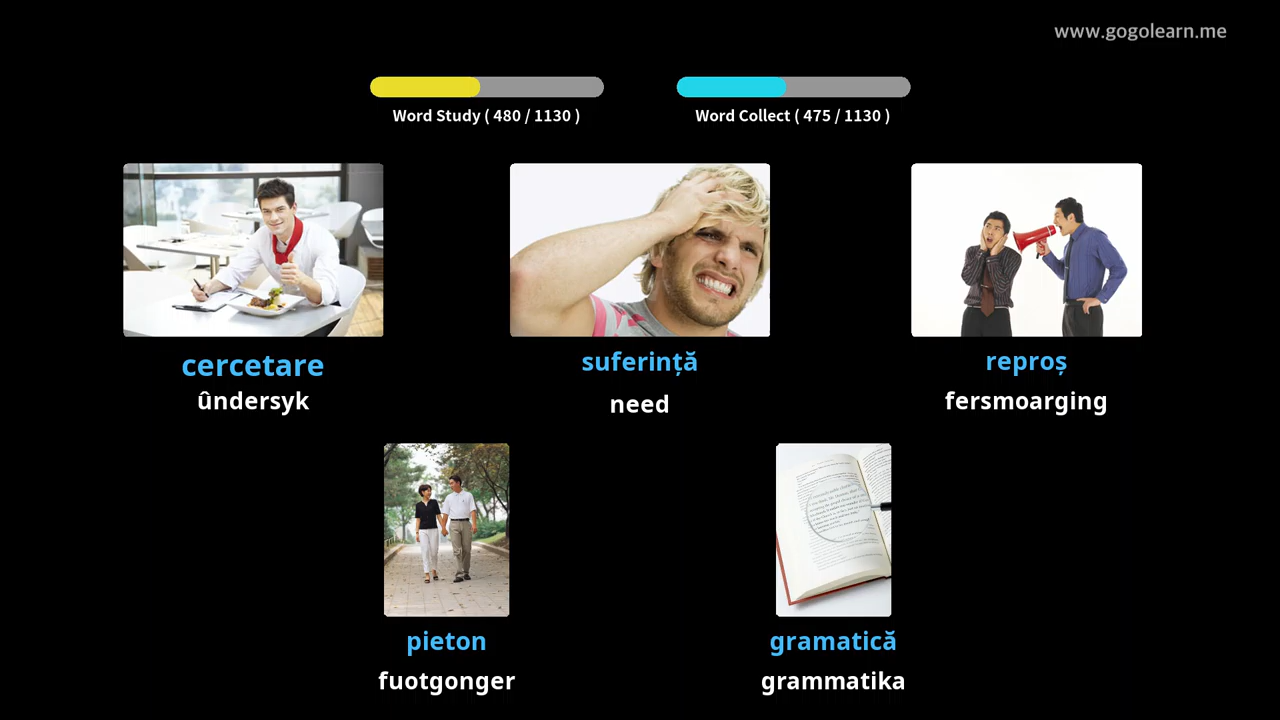 www.gogolearn.me
Word Study ( 480 / 1130 )
Word Collect ( 475 / 1130 )
cercetare
ûndersyk
suferință
need
reproș
fersmoarging
pieton
fuotgonger
gramatică
grammatika